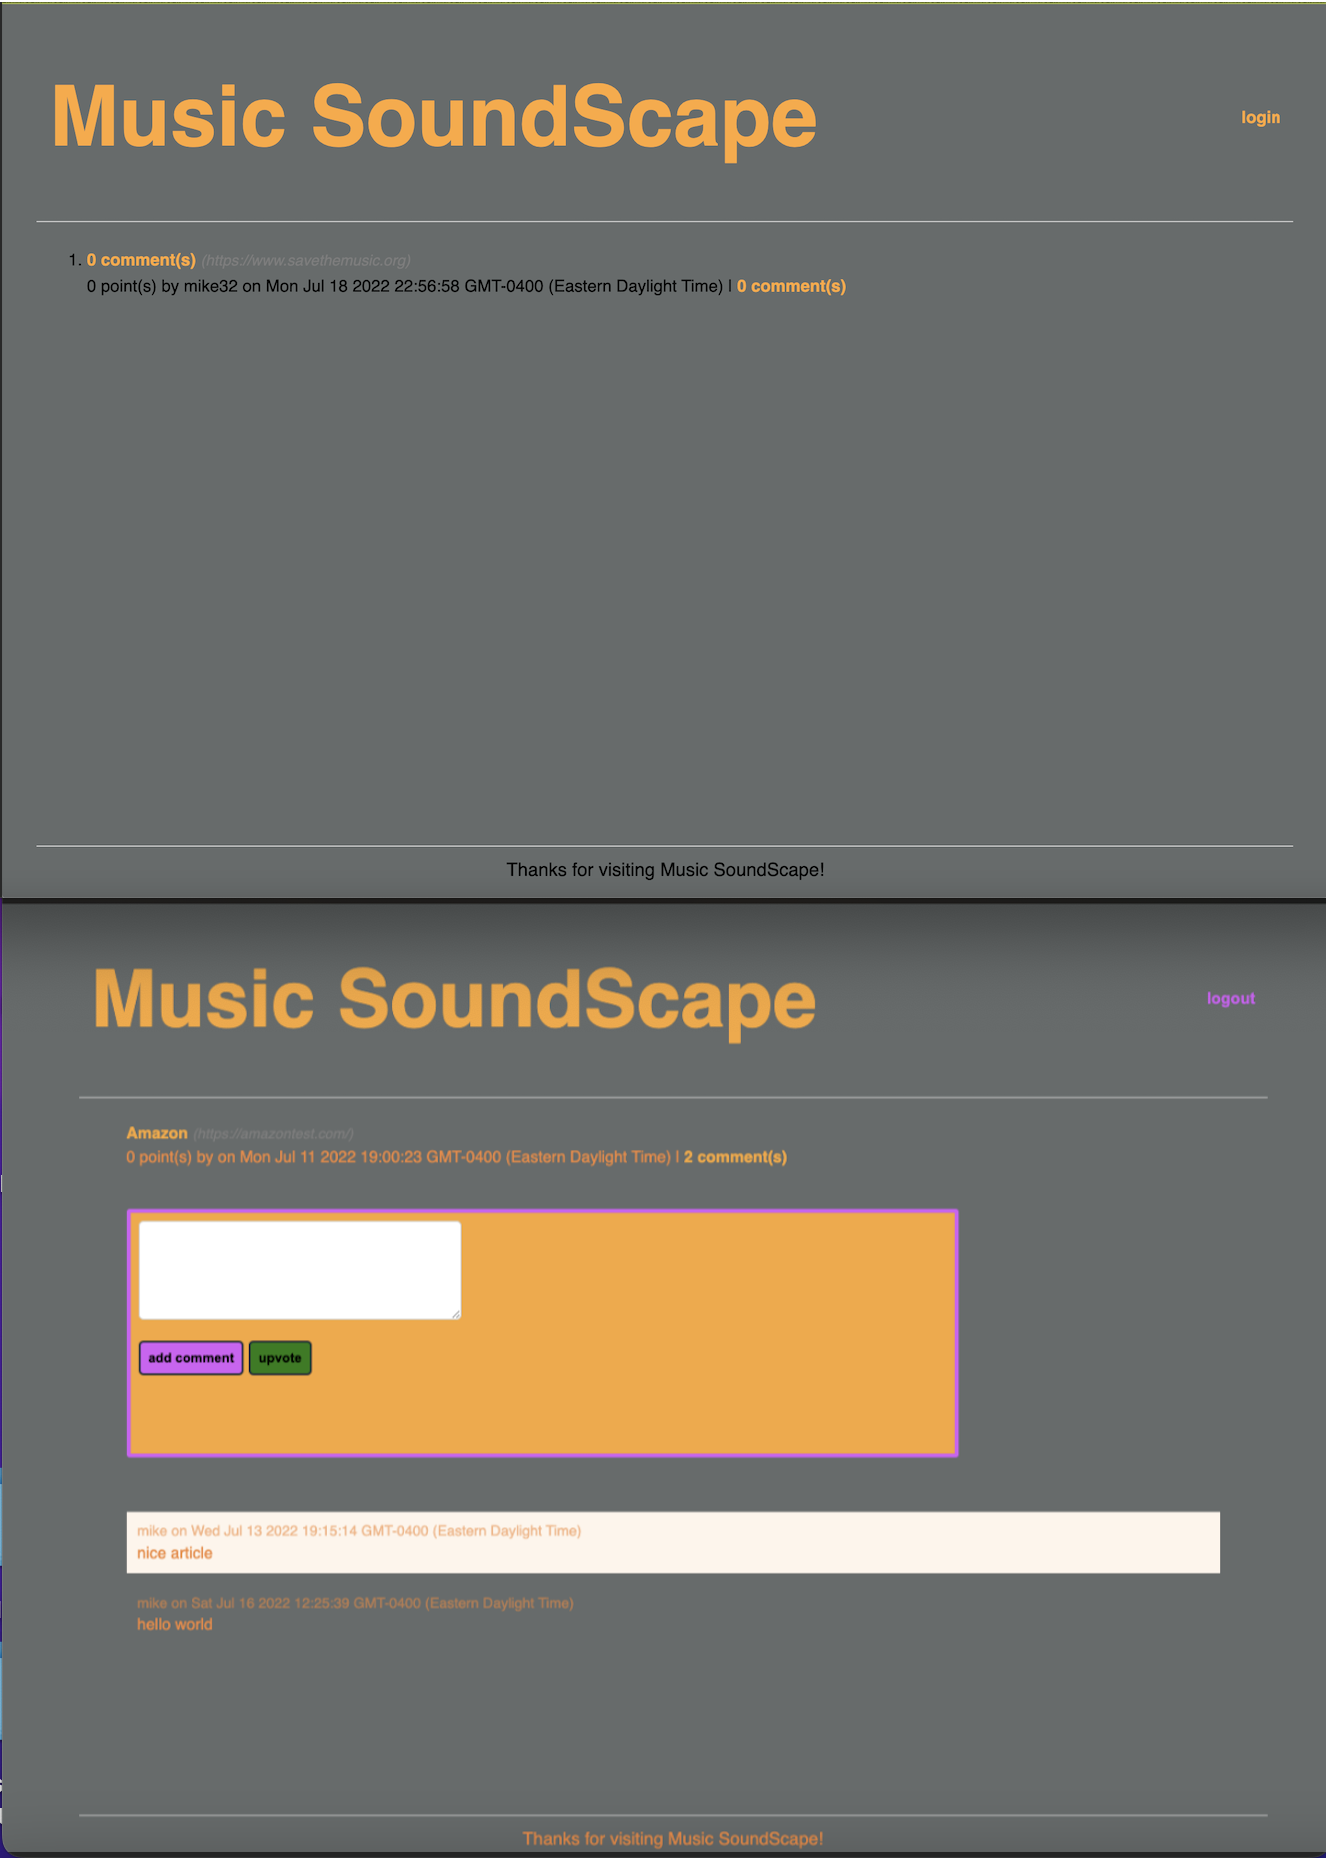 Music SoundScape
login
1. 0 comment(s) (https://www.savethemusic.org)
0 point(s) by mike32 on Mon Jul 18 2022 22:56:58 GMT-0400 (Eastern Daylight Time) | 0 comment(s)
Thanks for visiting Music SoundScape!
Music SoundScape
logout
Amazon (https://amazontest.com/)
0 point(s) by on Mon Jul 11 2022 19:00:23 GMT-0400 (Eastern Daylight Time) | 2 comment(s)
add comment upvote
mike on Wed Jul 13 2022 19:15:14 GMT-0400 (Eastern Daylight Time)
nice article
mike on Sat Jul 16 2022 12:25:39 GMT-0400 (Eastern Daylight Time)
hello world
Thanks for visiting Music SoundScape!